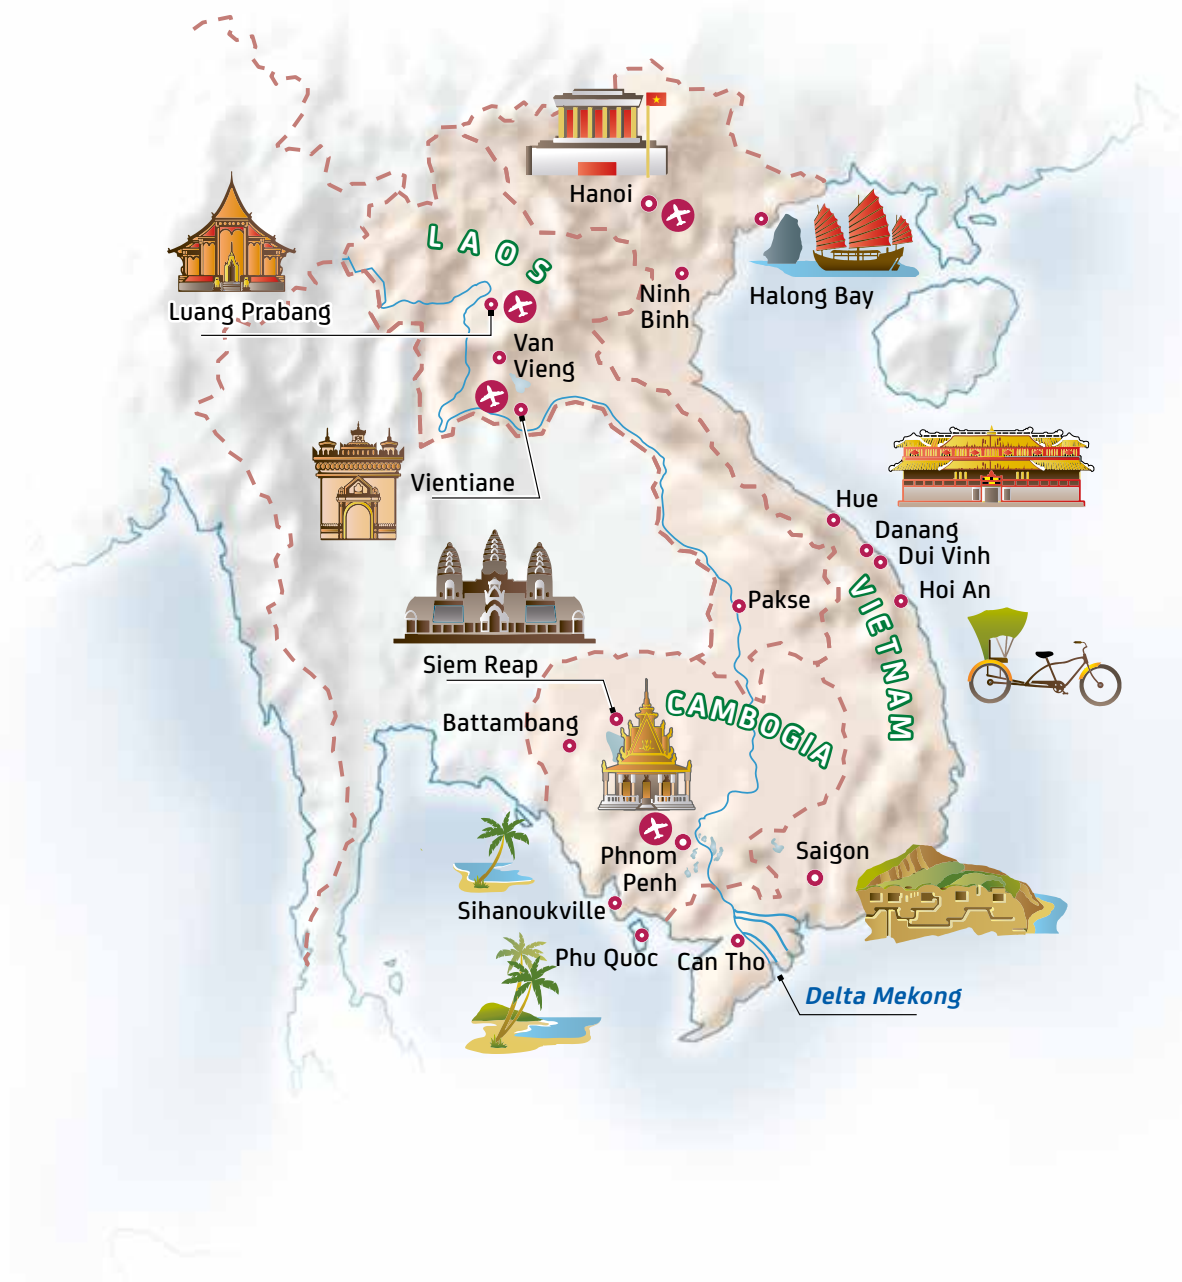 Hanoi
LAOS
Ninh
Binh
Halong Bay
Luang Prabang
Van
Vieng
Vientiane
Hue
Danang
Dui Vinh
Hoi An
VIETNAM
Pakse
Siem Reap
CAMBOGIA
Battambang
Phnom
Penh
Saigon
Sihanoukville
Phu Quoc
Can Tho
Delta Mekong